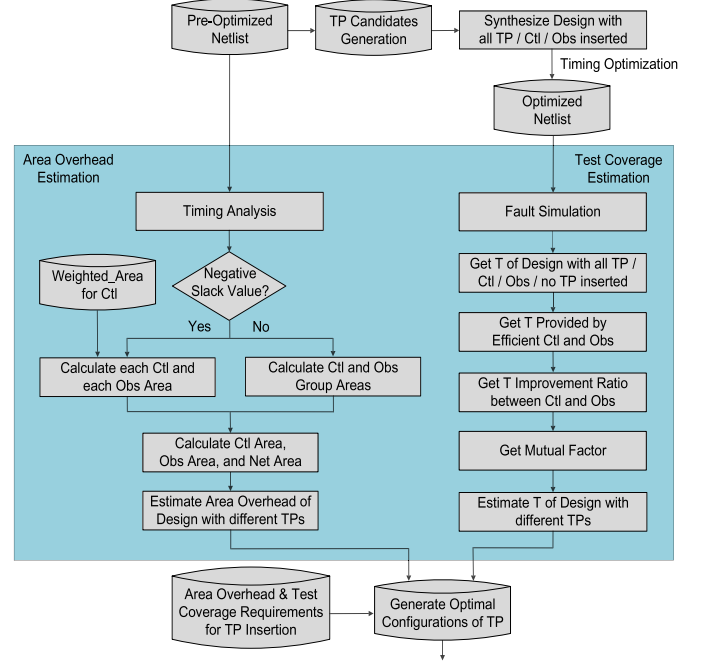 Pre-Optimized
Netlist
TP Candidates
Generation
Synthesize Design with
all TP / Ctl / Obs inserted
Timing Optimization
Optimized
Netlist
Area Overhead
Estimation
Test Coverage
Estimation
Timing Analysis
Fault Simulation
Weighted_Area
for Ctl
Negative
Slack Value?
Get T of Design with all TP /
Ctl / Obs / no TP inserted
Yes
No
Get T Provided by
Efficient Ctl and Obs
Calculate each Ctl and
each Obs Area
Calculate Ctl and Obs
Group Areas
Get T Improvement Ratio
between Ctl and Obs
Calculate Ctl Area,
Obs Area, and Net Area
Get Mutual Factor
Estimate Area Overhead of
Design with different TPs
Estimate T of Design with
different TPs
Area Overhead & Test
Coverage Requirements
for TP Insertion
Generate Optimal
Configurations of TP